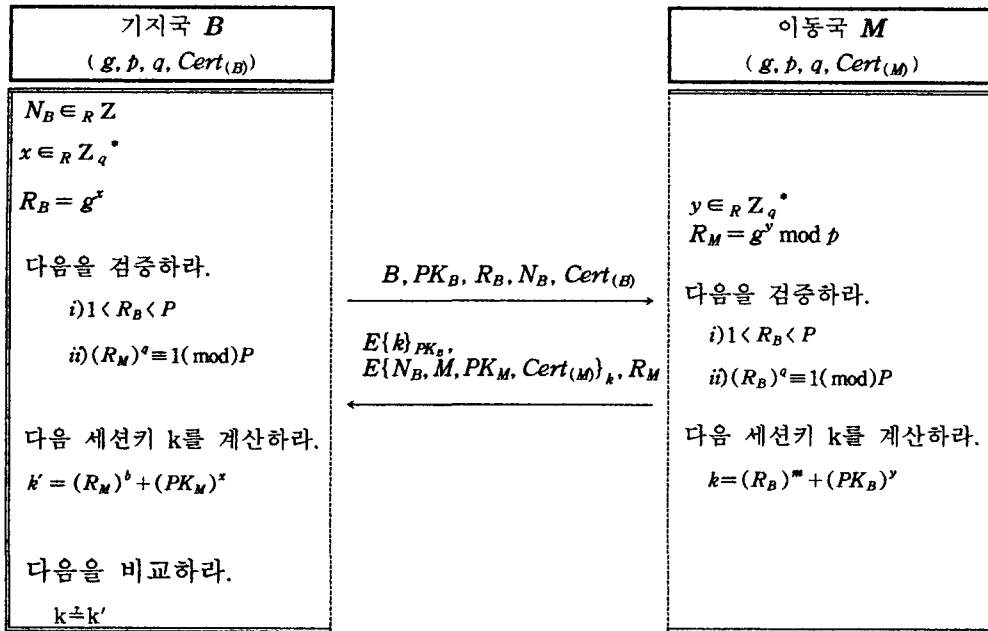 기지국 B
( g, p, q, Cert(B))
N_B ∈_R Z
x ∈_R Z_q*
R_B = g^x
다음을 검증하라.
i) 1 < R_B < P
ii) (R_M)^q ≡ 1(mod)P
다음 세션키 k를 계산하라.
k′ = (R_M)^b + (PK_M)^x
다음을 비교하라.
k ≟ k′
B, PK_B, R_B, N_B, Cert(B)
E{k}_PK_B,
E{N_B, M, PK_M, Cert(M)}_k, R_M
이동국 M
( g, p, q, Cert(M))
y ∈_R Z_q*
R_M = g^y mod p
다음을 검증하라.
i) 1 < R_B < P
ii) (R_B)^q ≡ 1(mod)P
다음 세션키 k를 계산하라.
k = (R_B)^m + (PK_B)^y